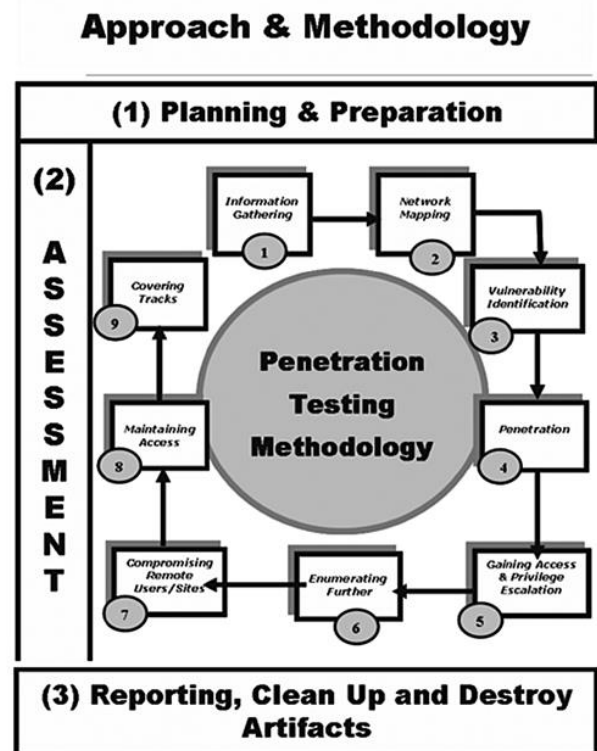 Approach & Methodology
(1) Planning & Preparation
(2)
A
S
S
E
S
S
M
E
N
T
Information
Gathering
1
Network
Mapping
2
Vulnerability
Identification
3
Penetration
4
Gaining Access
& Privilege
Escalation
5
Enumerating
Further
6
Compromising
Remote
Users/Sites
7
Maintaining
Access
8
Covering
Tracks
9
Penetration
Testing
Methodology
(3) Reporting, Clean Up and Destroy
Artifacts